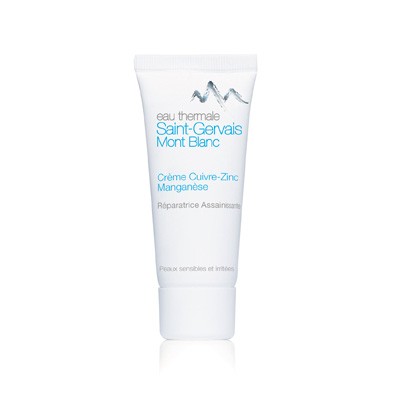 eau thermale
Saint-Gervais
Mont Blanc
Crème Cuivre-Zinc
Manganèse
Réparatrice Assainissante
Peaux sensibles et irritées